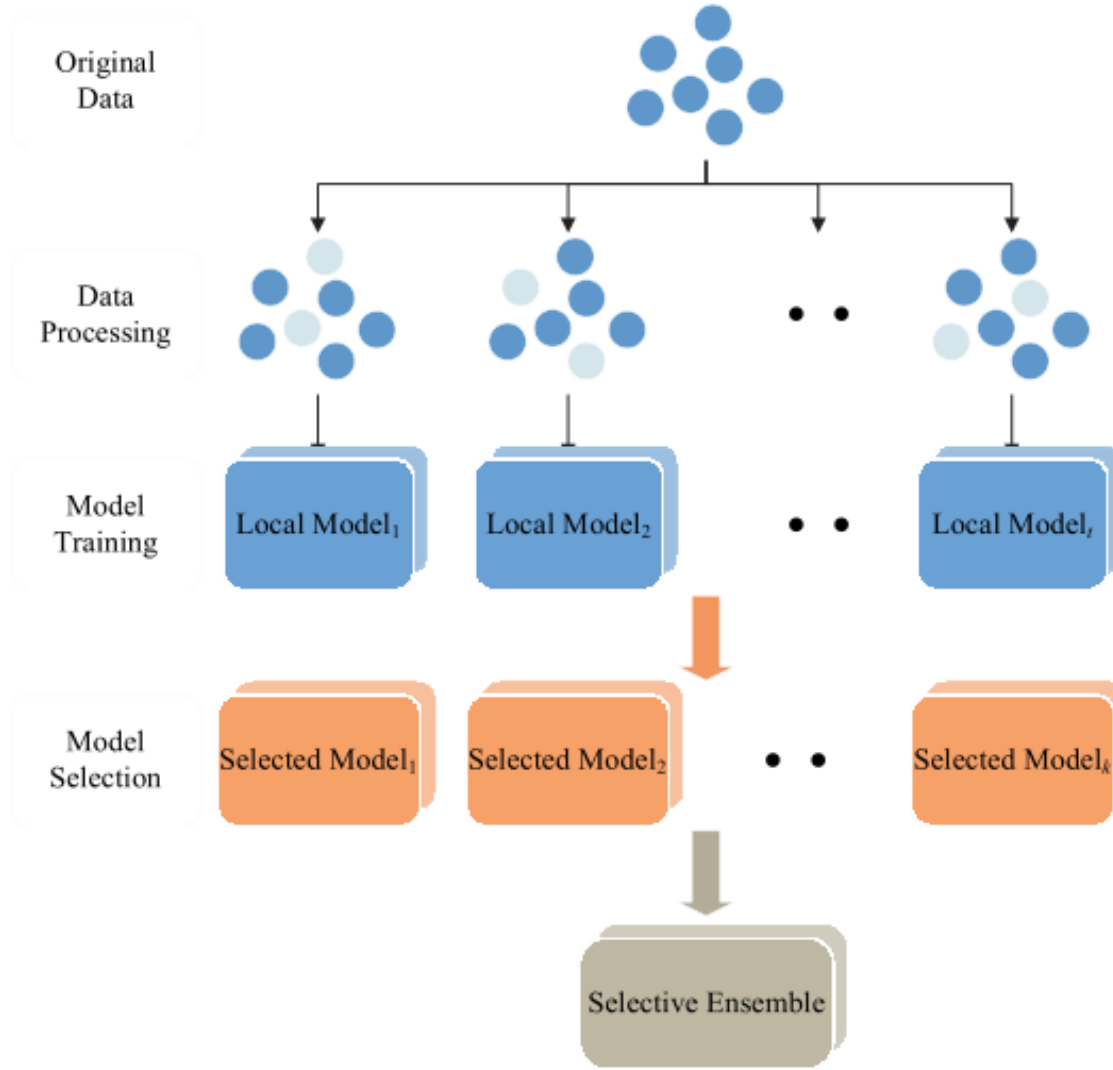 Original
Data
Data
Processing
Model
Training
Local Model₁
Local Model₂
Local Modelₜ
Model
Selection
Selected Model₁
Selected Model₂
Selected Modelₖ
Selective Ensemble